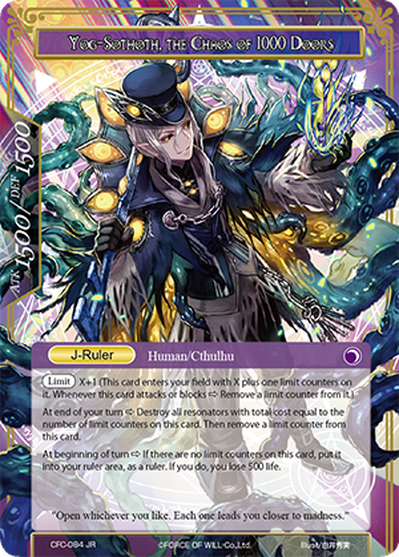 Yog-Sothoth, the Chaos of 1000 Doors
ATK 1500 / DEF 1500
J-Ruler
Human/Cthulhu
Limit X+1 (This card enters your field with X plus one limit counters on
it. Whenever this card attacks or blocks ⇨ Remove a limit counter from it.)
At end of your turn ⇨ Destroy all resonators with total cost equal to the
number of limit counters on this card. Then remove a limit counter from
this card.
At beginning of turn ⇨ If there are no limit counters on this card, put it
into your ruler area, as a ruler. If you do, you lose 500 life.
"Open whichever you like. Each one leads you closer to madness."
CFC-084 JR
©FORCE OF WILL Co.,Ltd.
Illust/白井秀実